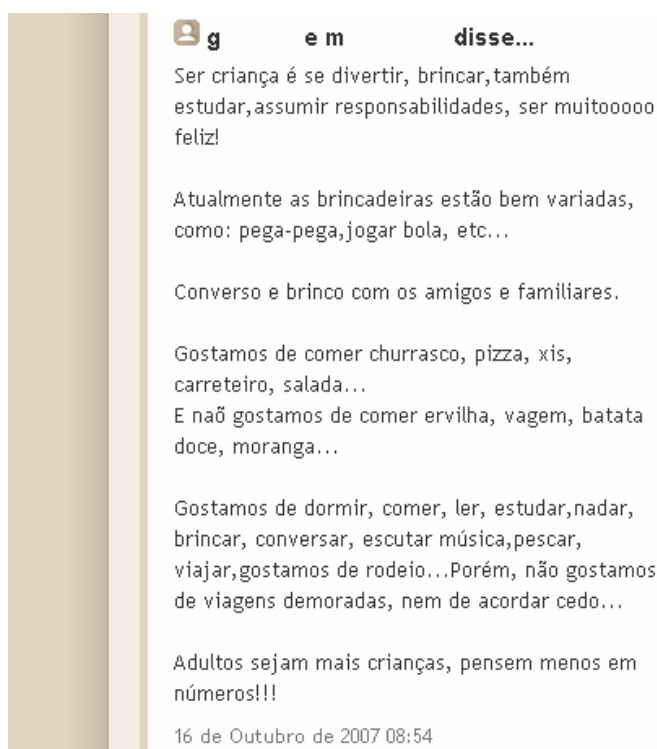 g e m disse...
Ser criança é se divertir, brincar,também
estudar,assumir responsabilidades, ser muitooooo
feliz!
Atualmente as brincadeiras estão bem variadas,
como: pega-pega,jogar bola, etc...
Converso e brinco com os amigos e familiares.
Gostamos de comer churrasco, pizza, xis,
carreteiro, salada...
E naõ gostamos de comer ervilha, vagem, batata
doce, moranga...
Gostamos de dormir, comer, ler, estudar,nadar,
brincar, conversar, escutar música,pescar,
viajar,gostamos de rodeio...Porém, não gostamos
de viagens demoradas, nem de acordar cedo...
Adultos sejam mais crianças, pensem menos em
números!!!
16 de Outubro de 2007 08:54